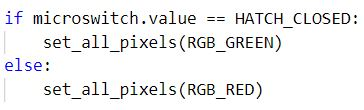 if microswitch.value == HATCH_CLOSED:
    set_all_pixels(RGB_GREEN)
else:
    set_all_pixels(RGB_RED)